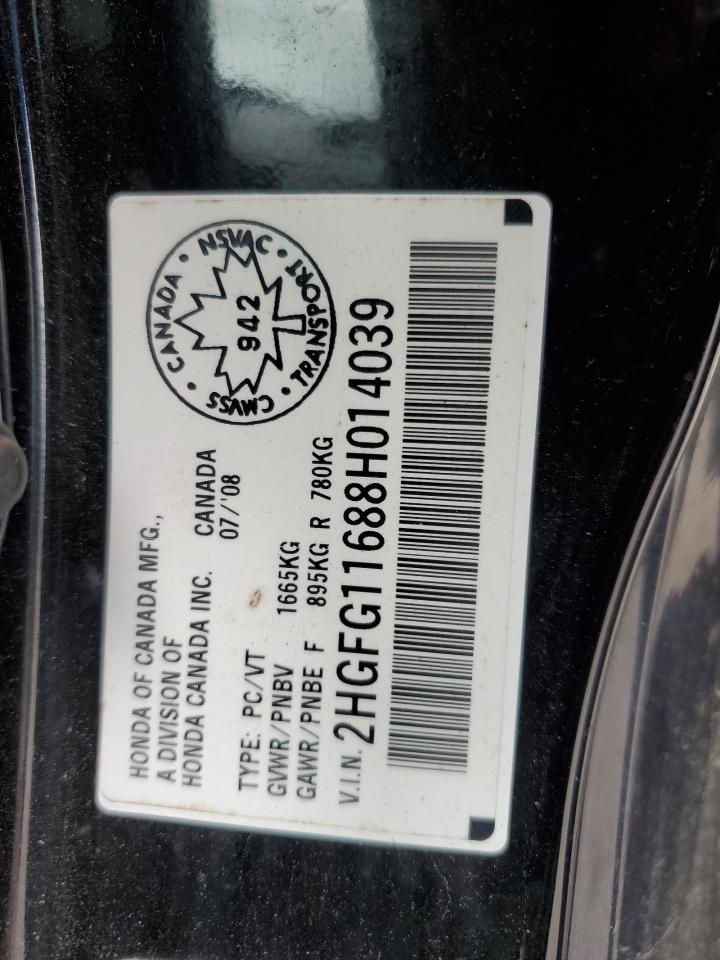 HONDA OF CANADA MFG.,
A DIVISION OF
HONDA CANADA INC. CANADA
07/'08
TYPE: PC/VT
GVWR/PNBV 1665KG
GAWR/PNBE F 895KG R 780KG
V.I.N. 2HGFG11688H014039
CANADA • NSVAC •
TRANSPORT • CMVSS •
942